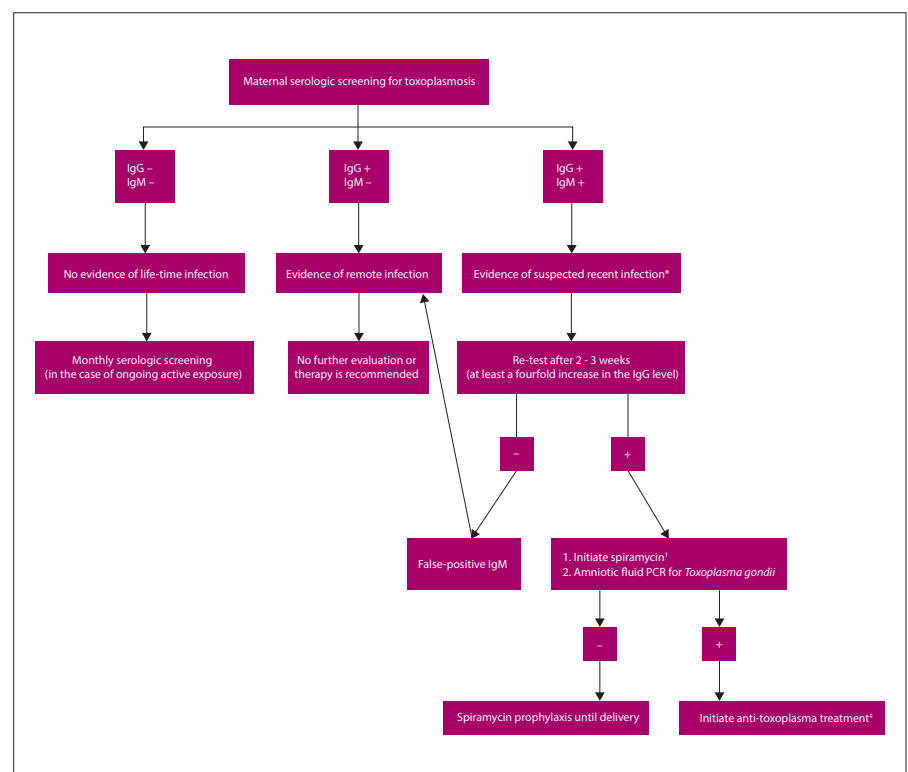 Maternal serologic screening for toxoplasmosis
IgG –
IgM –
IgG +
IgM –
IgG +
IgM +
No evidence of life-time infection
Evidence of remote infection
Evidence of suspected recent infection*
Monthly serologic screening
(in the case of ongoing active exposure)
No further evaluation or
therapy is recommended
Re-test after 2 - 3 weeks
(at least a fourfold increase in the IgG level)
–
+
False-positive IgM
1. Initiate spiramycin†
2. Amniotic fluid PCR for Toxoplasma gondii
–
+
Spiramycin prophylaxis until delivery
Initiate anti-toxoplasma treatment‡